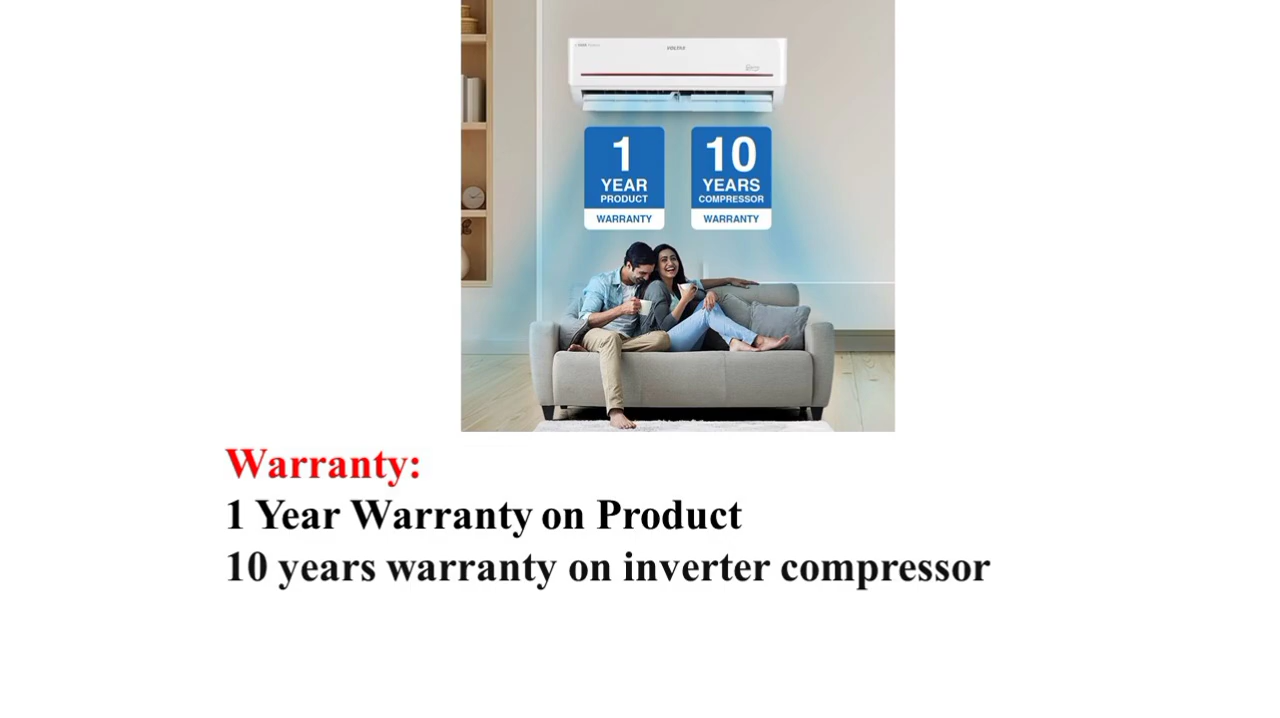 VOLTAS
1
YEAR
PRODUCT
WARRANTY
10
YEARS
COMPRESSOR
WARRANTY
Warranty:
1 Year Warranty on Product
10 years warranty on inverter compressor